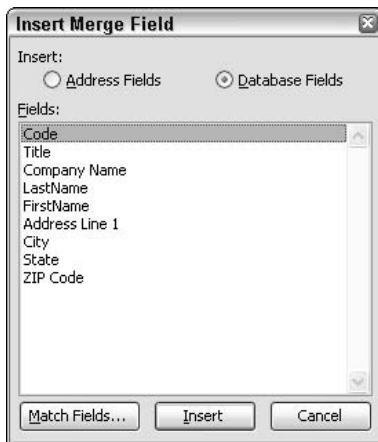 Insert Merge Field
Insert:
Address Fields Database Fields
Fields:
Code
Title
Company Name
LastName
FirstName
Address Line 1
City
State
ZIP Code
Match Fields... Insert Cancel